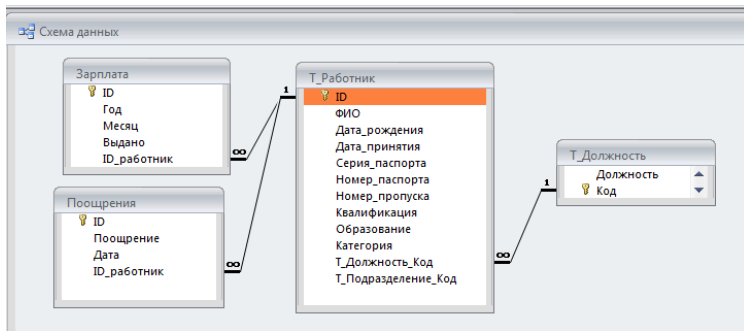 Схема данных
Зарплата
ID
Год
Месяц
Выдано
ID_работник
∞
1
Т_Работник
ID
ФИО
Дата_рождения
Дата_принятия
Серия_паспорта
Номер_паспорта
Номер_пропуска
Квалификация
Образование
Категория
Т_Должность_Код
Т_Подразделение_Код
∞
Поощрения
ID
Поощрение
Дата
ID_работник
∞
1
Т_Должность
Должность
Код